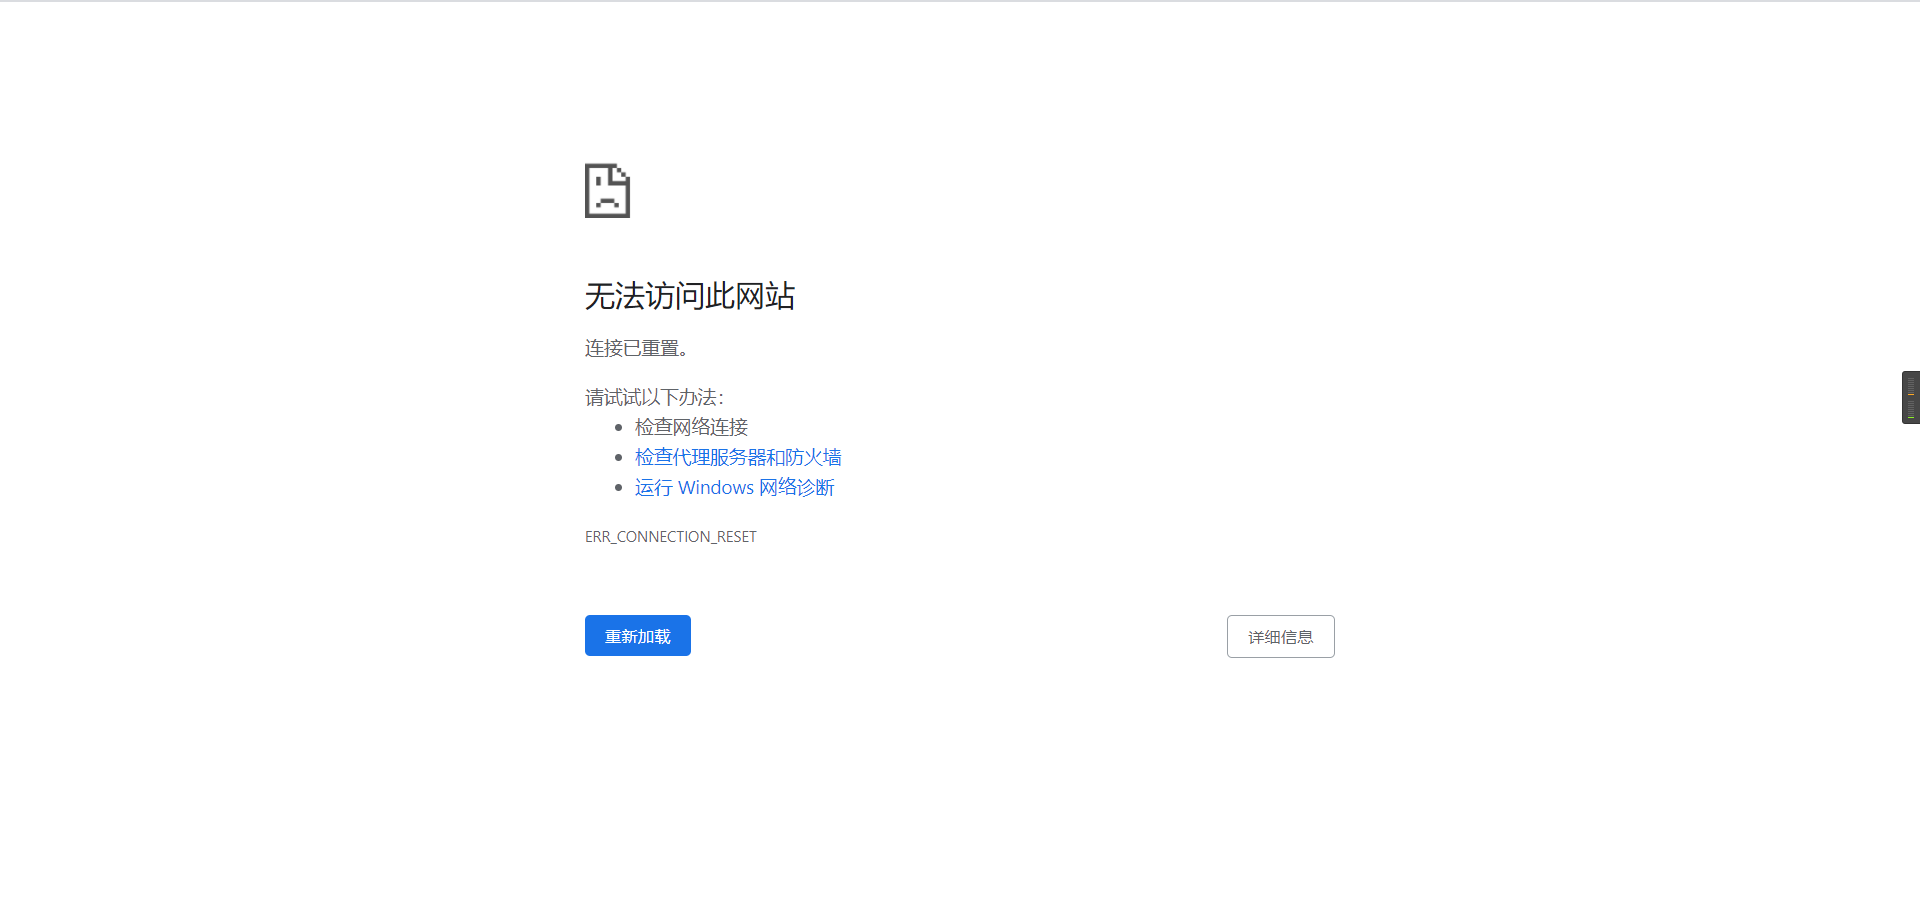 无法访问此网站
连接已重置。
请试试以下办法：
检查网络连接
检查代理服务器和防火墙
运行 Windows 网络诊断
ERR_CONNECTION_RESET
重新加载
详细信息